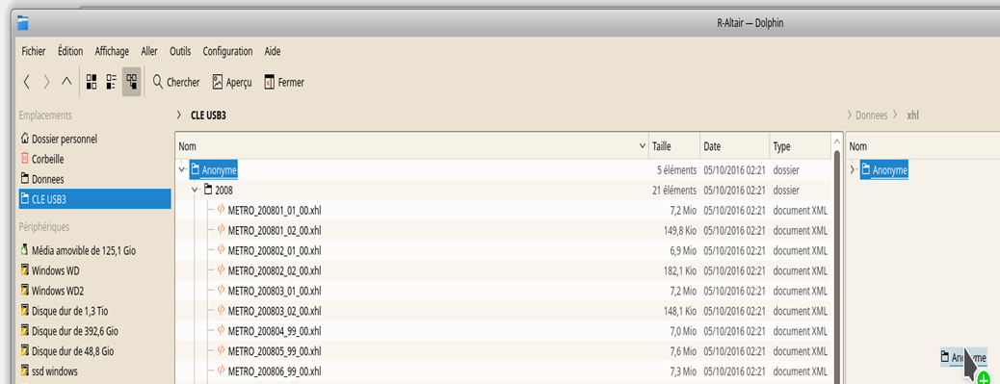 R-Altair — Dolphin
Fichier Édition Affichage Aller Outils Configuration Aide
Chercher Aperçu Fermer
Emplacements
Dossier personnel
Corbeille
Donnees
CLE USB3
Périphériques
Média amovible de 125,1 Gio
Windows WD
Windows WD2
Disque dur de 1,3 Tio
Disque dur de 392,6 Gio
Disque dur de 48,8 Gio
ssd windows
CLE USB3
Nom Taille Date Type
Anonyme 5 éléments 05/10/2016 02:21 dossier
2008 21 éléments 05/10/2016 02:21 dossier
METRO_200801_01_00.xhl 7,2 Mio 05/10/2016 02:21 document XML
METRO_200801_02_00.xhl 149,8 Kio 05/10/2016 02:21 document XML
METRO_200802_01_00.xhl 6,9 Mio 05/10/2016 02:21 document XML
METRO_200802_02_00.xhl 182,1 Kio 05/10/2016 02:21 document XML
METRO_200803_01_00.xhl 7,2 Mio 05/10/2016 02:21 document XML
METRO_200803_02_00.xhl 148,1 Kio 05/10/2016 02:21 document XML
METRO_200804_99_00.xhl 7,0 Mio 05/10/2016 02:21 document XML
METRO_200805_99_00.xhl 7,6 Mio 05/10/2016 02:21 document XML
METRO_200806_99_00.xhl 7,3 Mio 05/10/2016 02:21 document XML
Donnees xhl
Nom
Anonyme
Anonyme